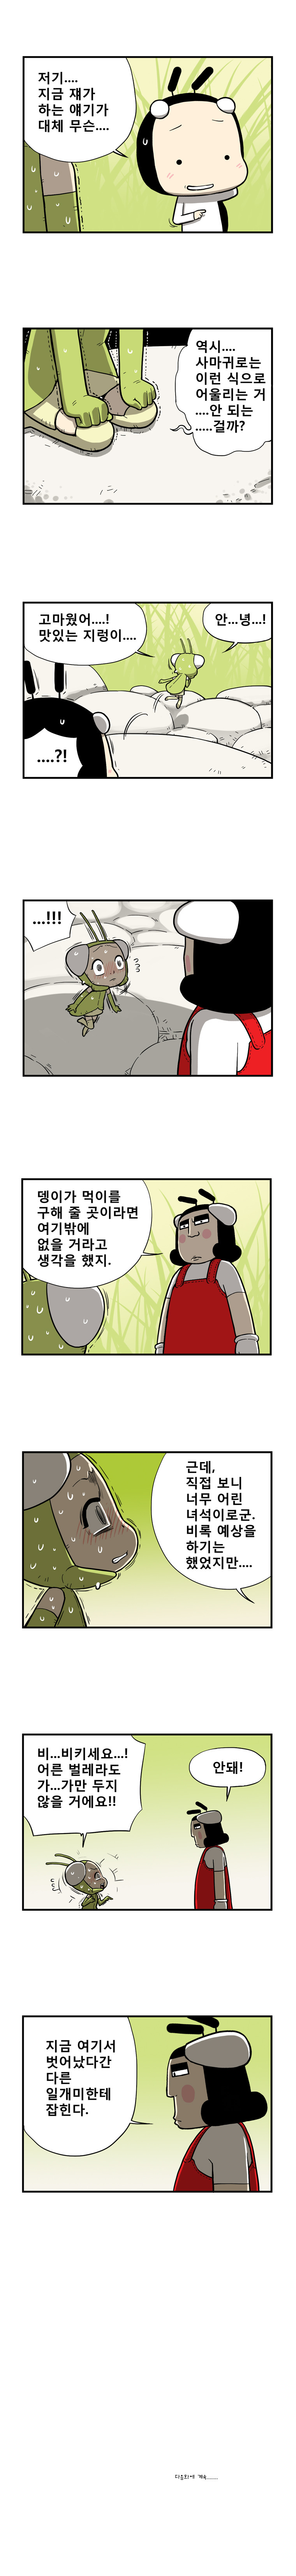 저기....
지금 쟤가
하는 얘기가
대체 무슨....
역시....
사마귀로는
이런 식으로
어울리는 거
....안 되는
.....걸까?
고마웠어....!
맛있는 지렁이....
안...녕...!
....?!
...!!!
뎅이가 먹이를
구해 줄 곳이라면
여기밖에
없을 거라고
생각을 했지.
근데,
직접 보니
너무 어린
녀석이로군.
비록 예상을
하기는
했었지만....
비...비키세요...!
어른 벌레라도
가...가만 두지
않을 거에요!!
안돼!
지금 여기서
벗어났다간
다른
일개미한테
잡힌다.
다음회에 계속......